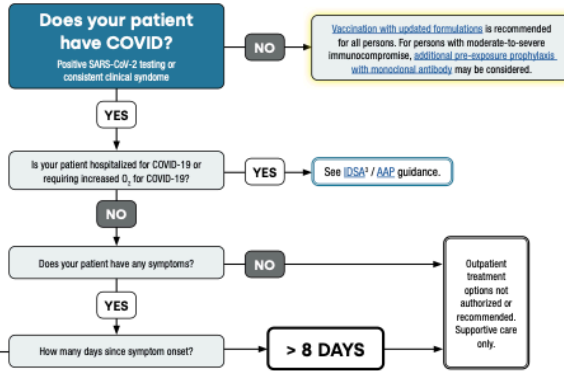 Does your patient
have COVID?
Positive SARS-CoV-2 testing or
consistent clinical syndome
NO
Vaccination with updated formulations is recommended
for all persons. For persons with moderate-to-severe
immunocompromise, additional pre-exposure prophylaxis
with monoclonal antibody may be considered.
YES
Is your patient hospitalized for COVID-19 or
requiring increased O₂ for COVID-19?
YES
See IDSA³ / AAP guidance.
NO
Does your patient have any symptoms?
NO
Outpatient
treatment
options not
authorized or
recommended.
Supportive care
only.
YES
How many days since symptom onset?
> 8 DAYS